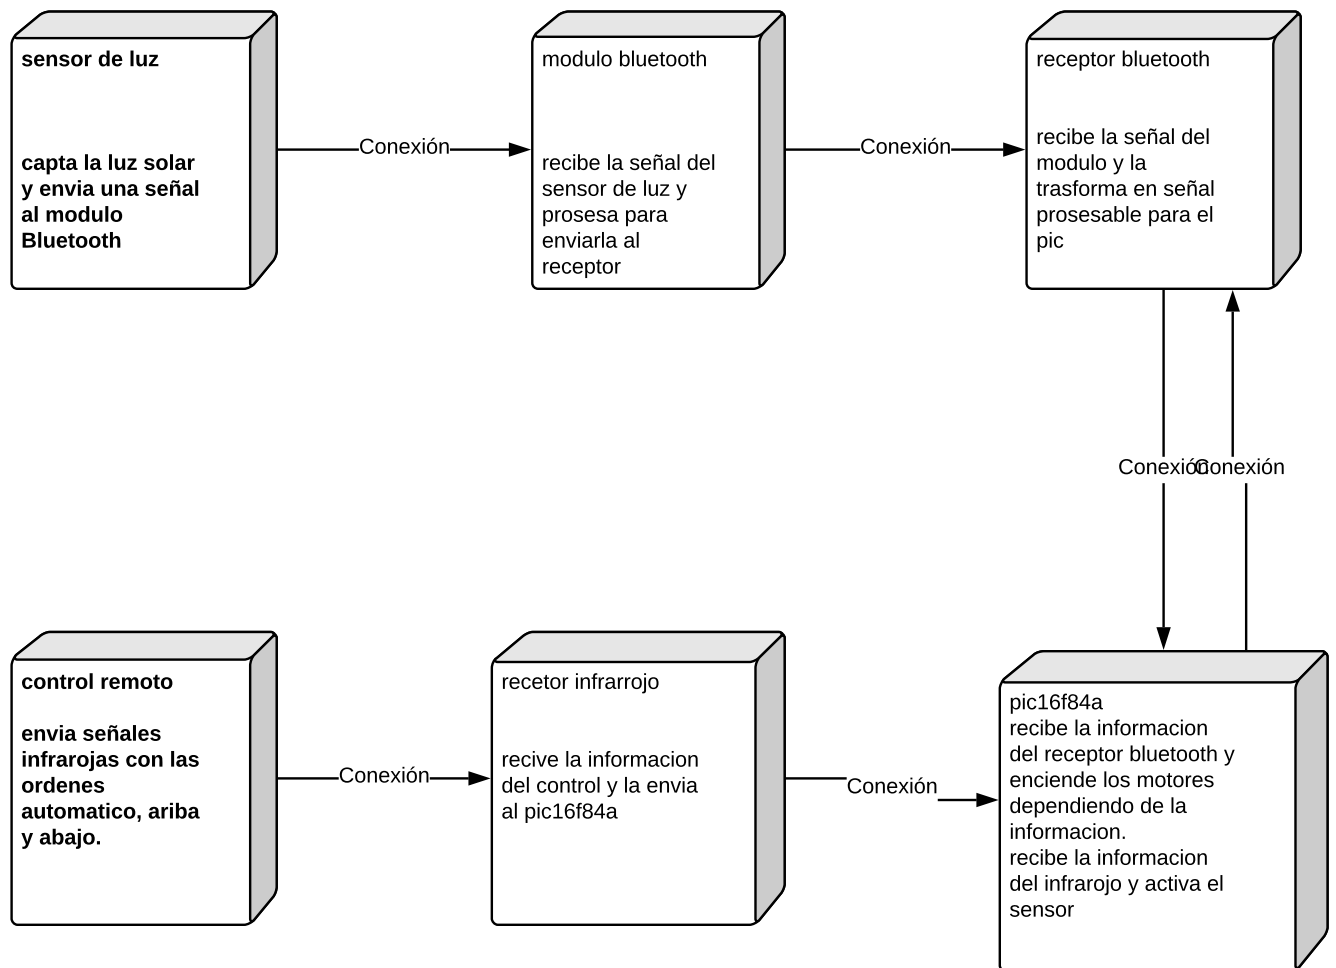 sensor de luz
capta la luz solar
y envia una señal
al modulo
Bluetooth
Conexión
modulo bluetooth
recibe la señal del
sensor de luz y
prosesa para
enviarla al
receptor
Conexión
receptor bluetooth
recibe la señal del
modulo y la
trasforma en señal
prosesable para el
pic
Conexión
Conexión
control remoto
envia señales
infrarojas con las
ordenes
automatico, ariba
y abajo.
Conexión
recetor infrarrojo
recive la informacion
del control y la envia
al pic16f84a
Conexión
pic16f84a
recibe la informacion
del receptor bluetooth y
enciende los motores
dependiendo de la
informacion.
recibe la informacion
del infrarojo y activa el
sensor